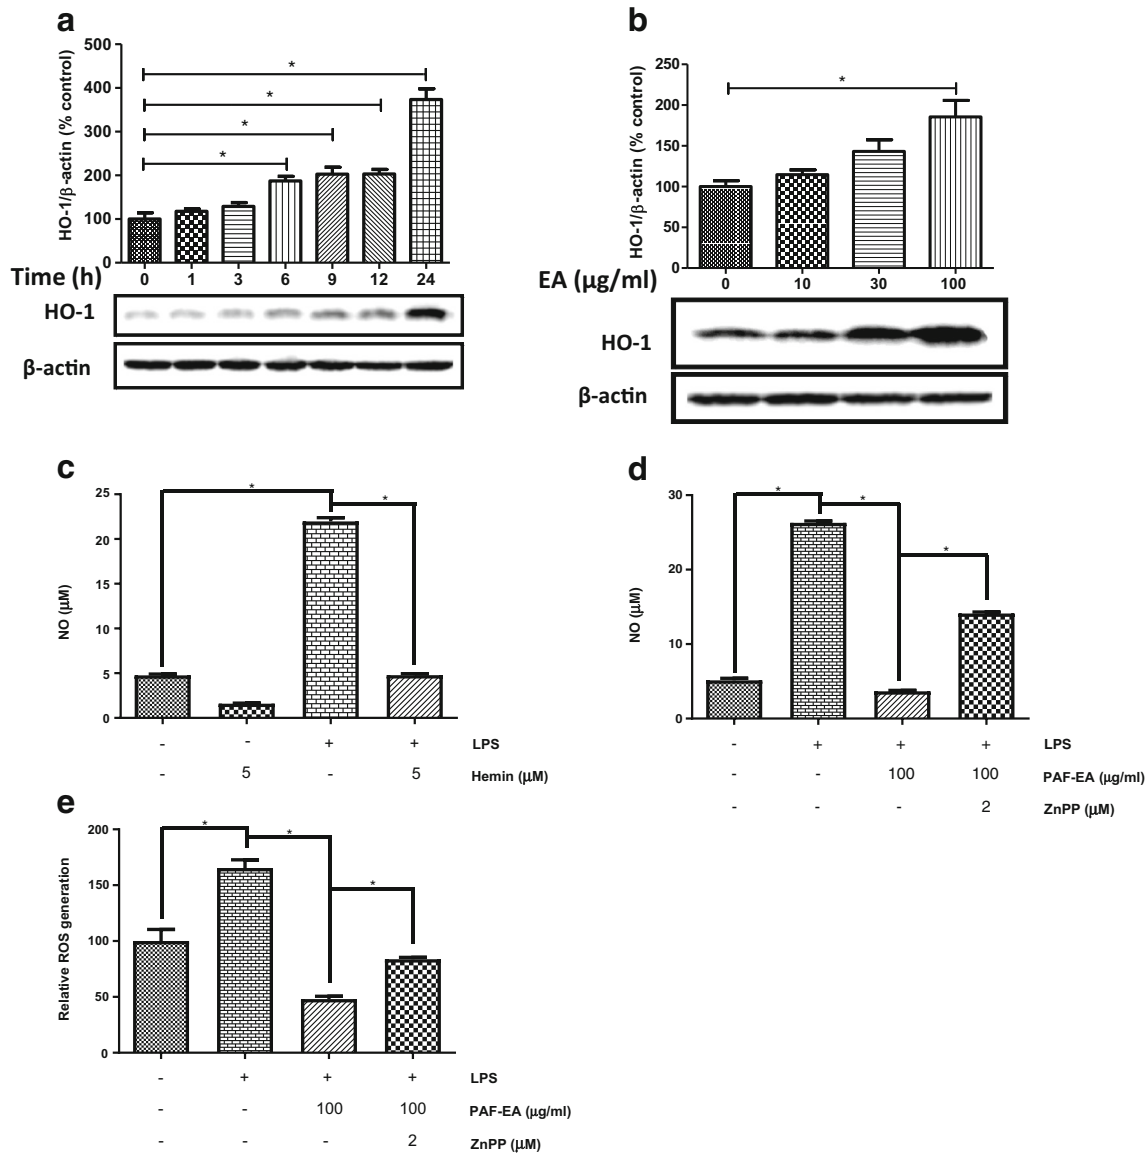 a
HO-1/β-actin (% control)
500
400
300
200
100
0
*
*
*
*
Time (h) 0 1 3 6 9 12 24
HO-1
β-actin
b
HO-1/β-actin (% control)
250
200
150
100
50
0
*
EA (μg/ml) 0 10 30 100
HO-1
β-actin
c
NO (μM)
25
20
15
10
5
0
* *
- - + + LPS
- 5 - 5 Hemin (μM)
d
NO (μM)
30
20
10
0
* *
*
- + + + LPS
- - 100 100 PAF-EA (μg/ml)
- - - 2 ZnPP (μM)
e
Relative ROS generation
200
150
100
50
0
* *
*
- + + + LPS
- - 100 100 PAF-EA (μg/ml)
- - - 2 ZnPP (μM)